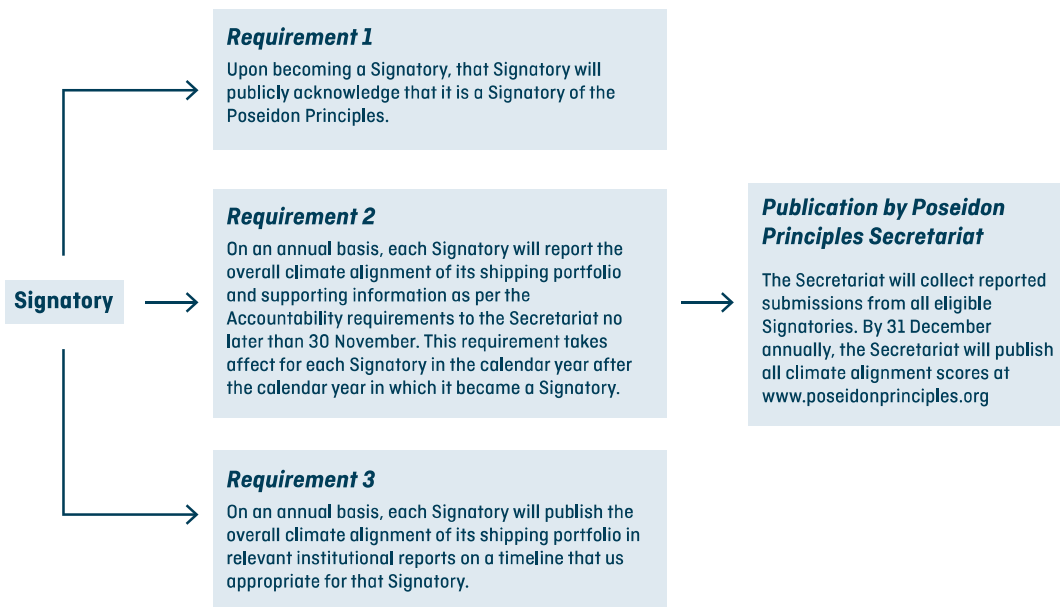 Signatory
Requirement 1
Upon becoming a Signatory, that Signatory will
publicly acknowledge that it is a Signatory of the
Poseidon Principles.
Requirement 2
On an annual basis, each Signatory will report the
overall climate alignment of its shipping portfolio
and supporting information as per the
Accountability requirements to the Secretariat no
later than 30 November. This requirement takes
affect for each Signatory in the calendar year after
the calendar year in which it became a Signatory.
Requirement 3
On an annual basis, each Signatory will publish the
overall climate alignment of its shipping portfolio in
relevant institutional reports on a timeline that us
appropriate for that Signatory.
Publication by Poseidon
Principles Secretariat
The Secretariat will collect reported
submissions from all eligible
Signatories. By 31 December
annually, the Secretariat will publish
all climate alignment scores at
www.poseidonprinciples.org